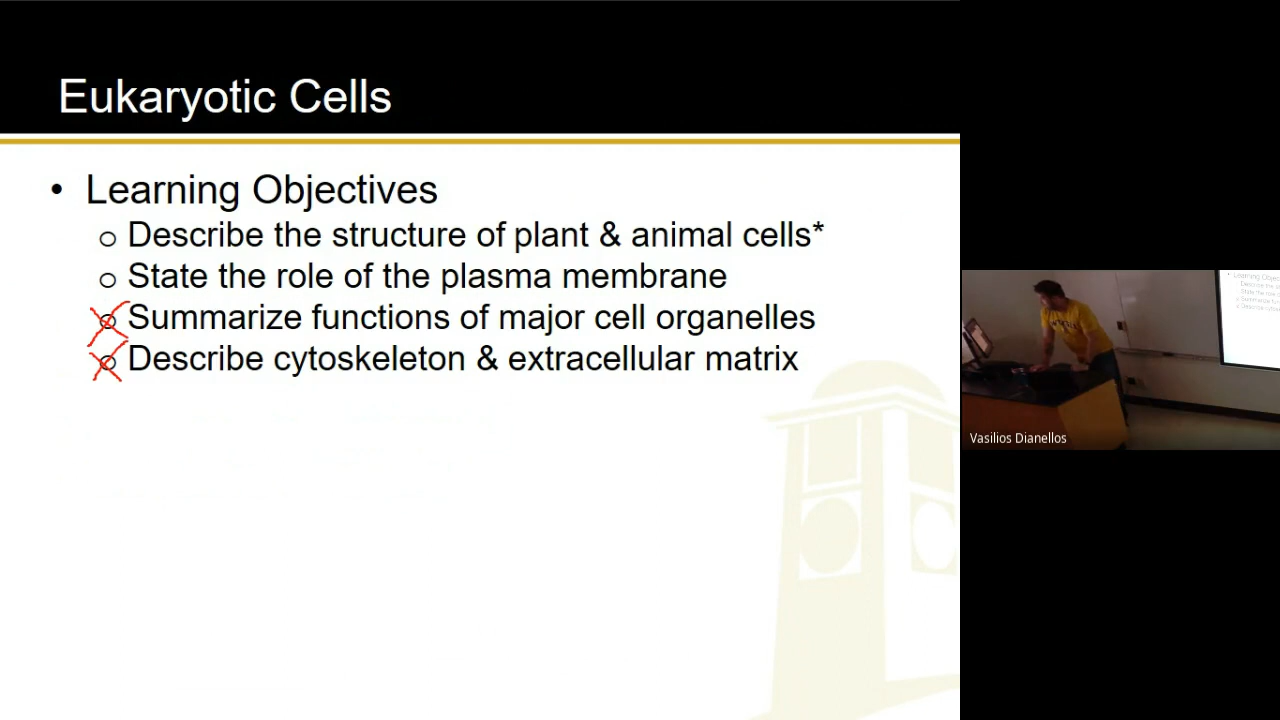 Eukaryotic Cells
• Learning Objectives
o Describe the structure of plant & animal cells*
o State the role of the plasma membrane
o Summarize functions of major cell organelles
o Describe cytoskeleton & extracellular matrix
Vasilios Dianellos